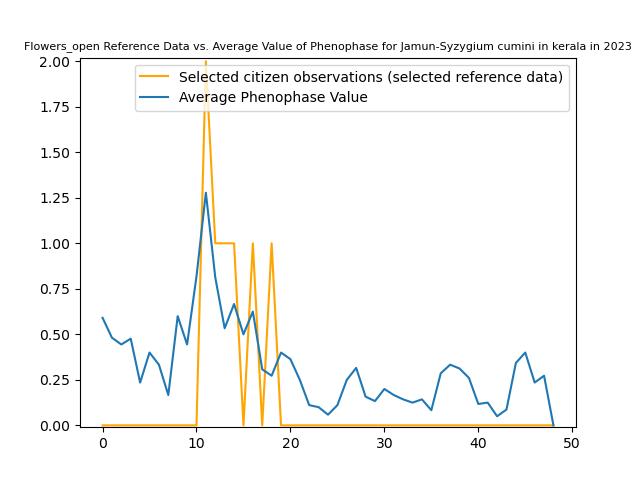 Flowers_open Reference Data vs. Average Value of Phenophase for Jamun-Syzygium cumini in kerala in 2023
Selected citizen observations (selected reference data)
Average Phenophase Value
2.00
1.75
1.50
1.25
1.00
0.75
0.50
0.25
0.00
0 10 20 30 40 50